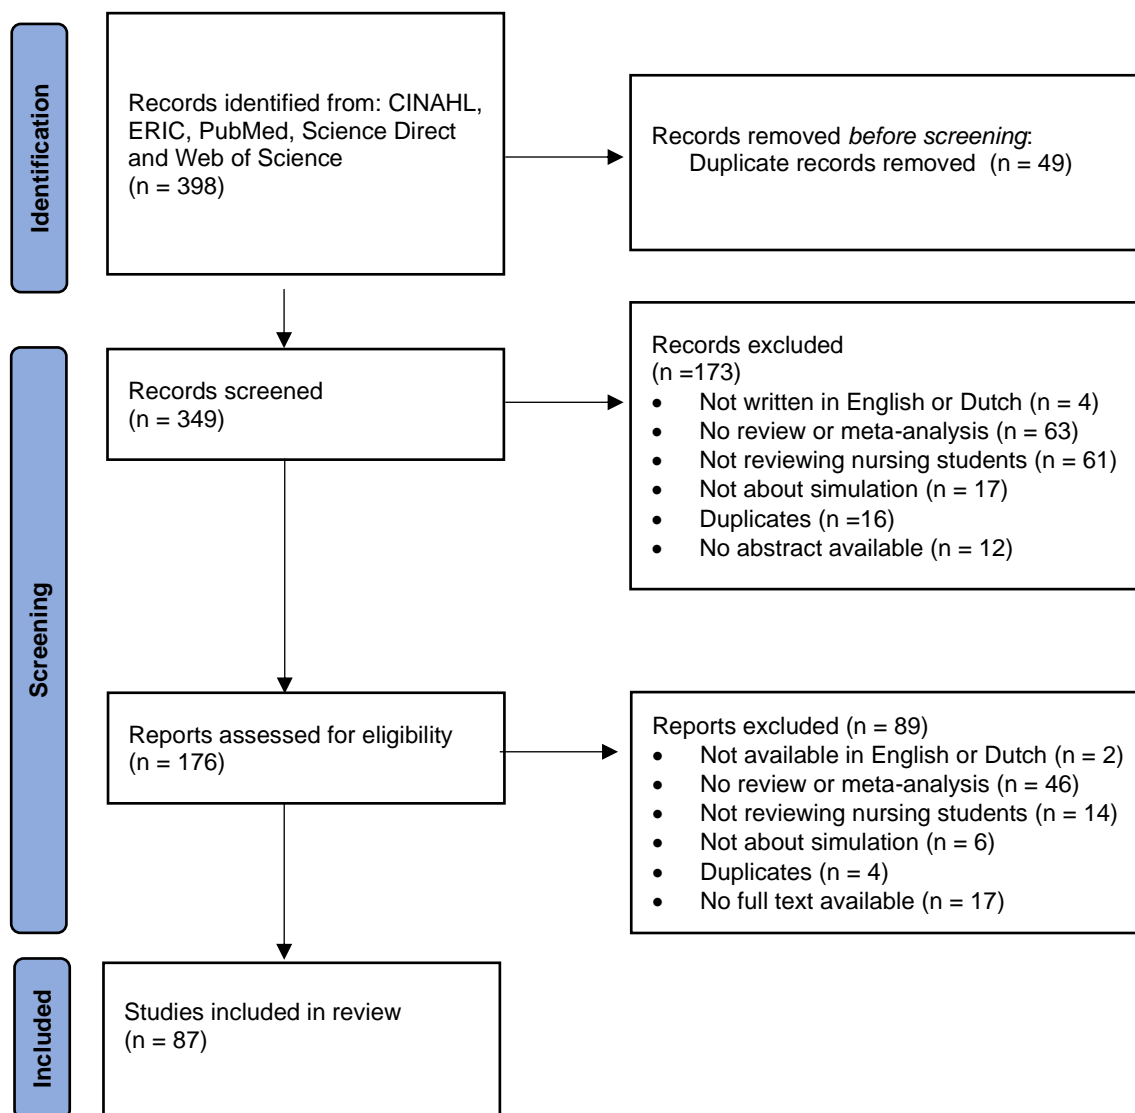 Identification
Records identified from: CINAHL,
ERIC, PubMed, Science Direct
and Web of Science
(n = 398)
Records removed before screening:
Duplicate records removed  (n = 49)
Screening
Records screened
(n = 349)
Records excluded
(n =173)
• Not written in English or Dutch (n = 4)
• No review or meta-analysis (n = 63)
• Not reviewing nursing students (n = 61)
• Not about simulation (n = 17)
• Duplicates (n =16)
• No abstract available (n = 12)
Reports assessed for eligibility
(n = 176)
Reports excluded (n = 89)
• Not available in English or Dutch (n = 2)
• No review or meta-analysis (n = 46)
• Not reviewing nursing students (n = 14)
• Not about simulation (n = 6)
• Duplicates (n = 4)
• No full text available (n = 17)
Included
Studies included in review
(n = 87)